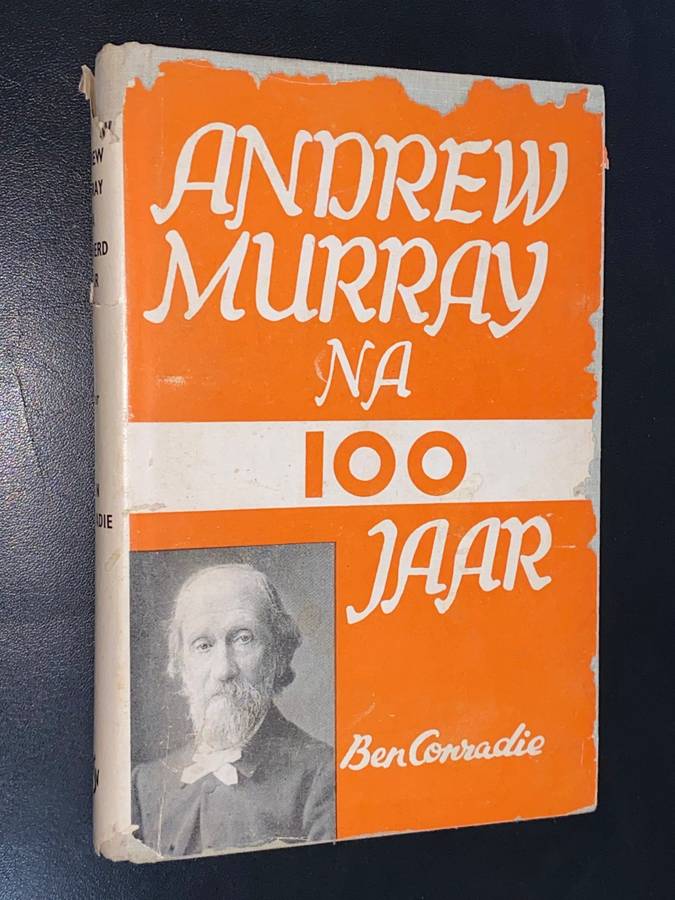 ANDREW
MURRAY
NA
100
JAAR
Ben Conradie